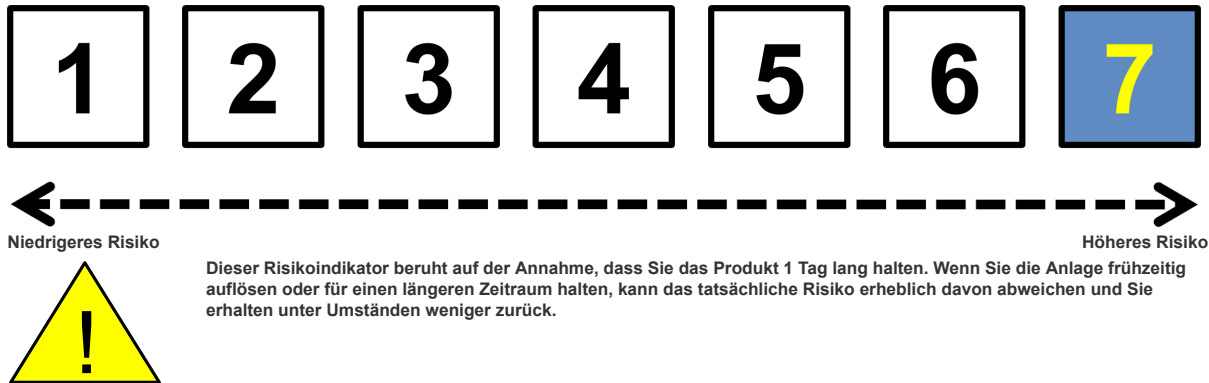 1 2 3 4 5 6 7
Niedrigeres Risiko Höheres Risiko
Dieser Risikoindikator beruht auf der Annahme, dass Sie das Produkt 1 Tag lang halten. Wenn Sie die Anlage frühzeitig
auflösen oder für einen längeren Zeitraum halten, kann das tatsächliche Risiko erheblich davon abweichen und Sie
erhalten unter Umständen weniger zurück.
!